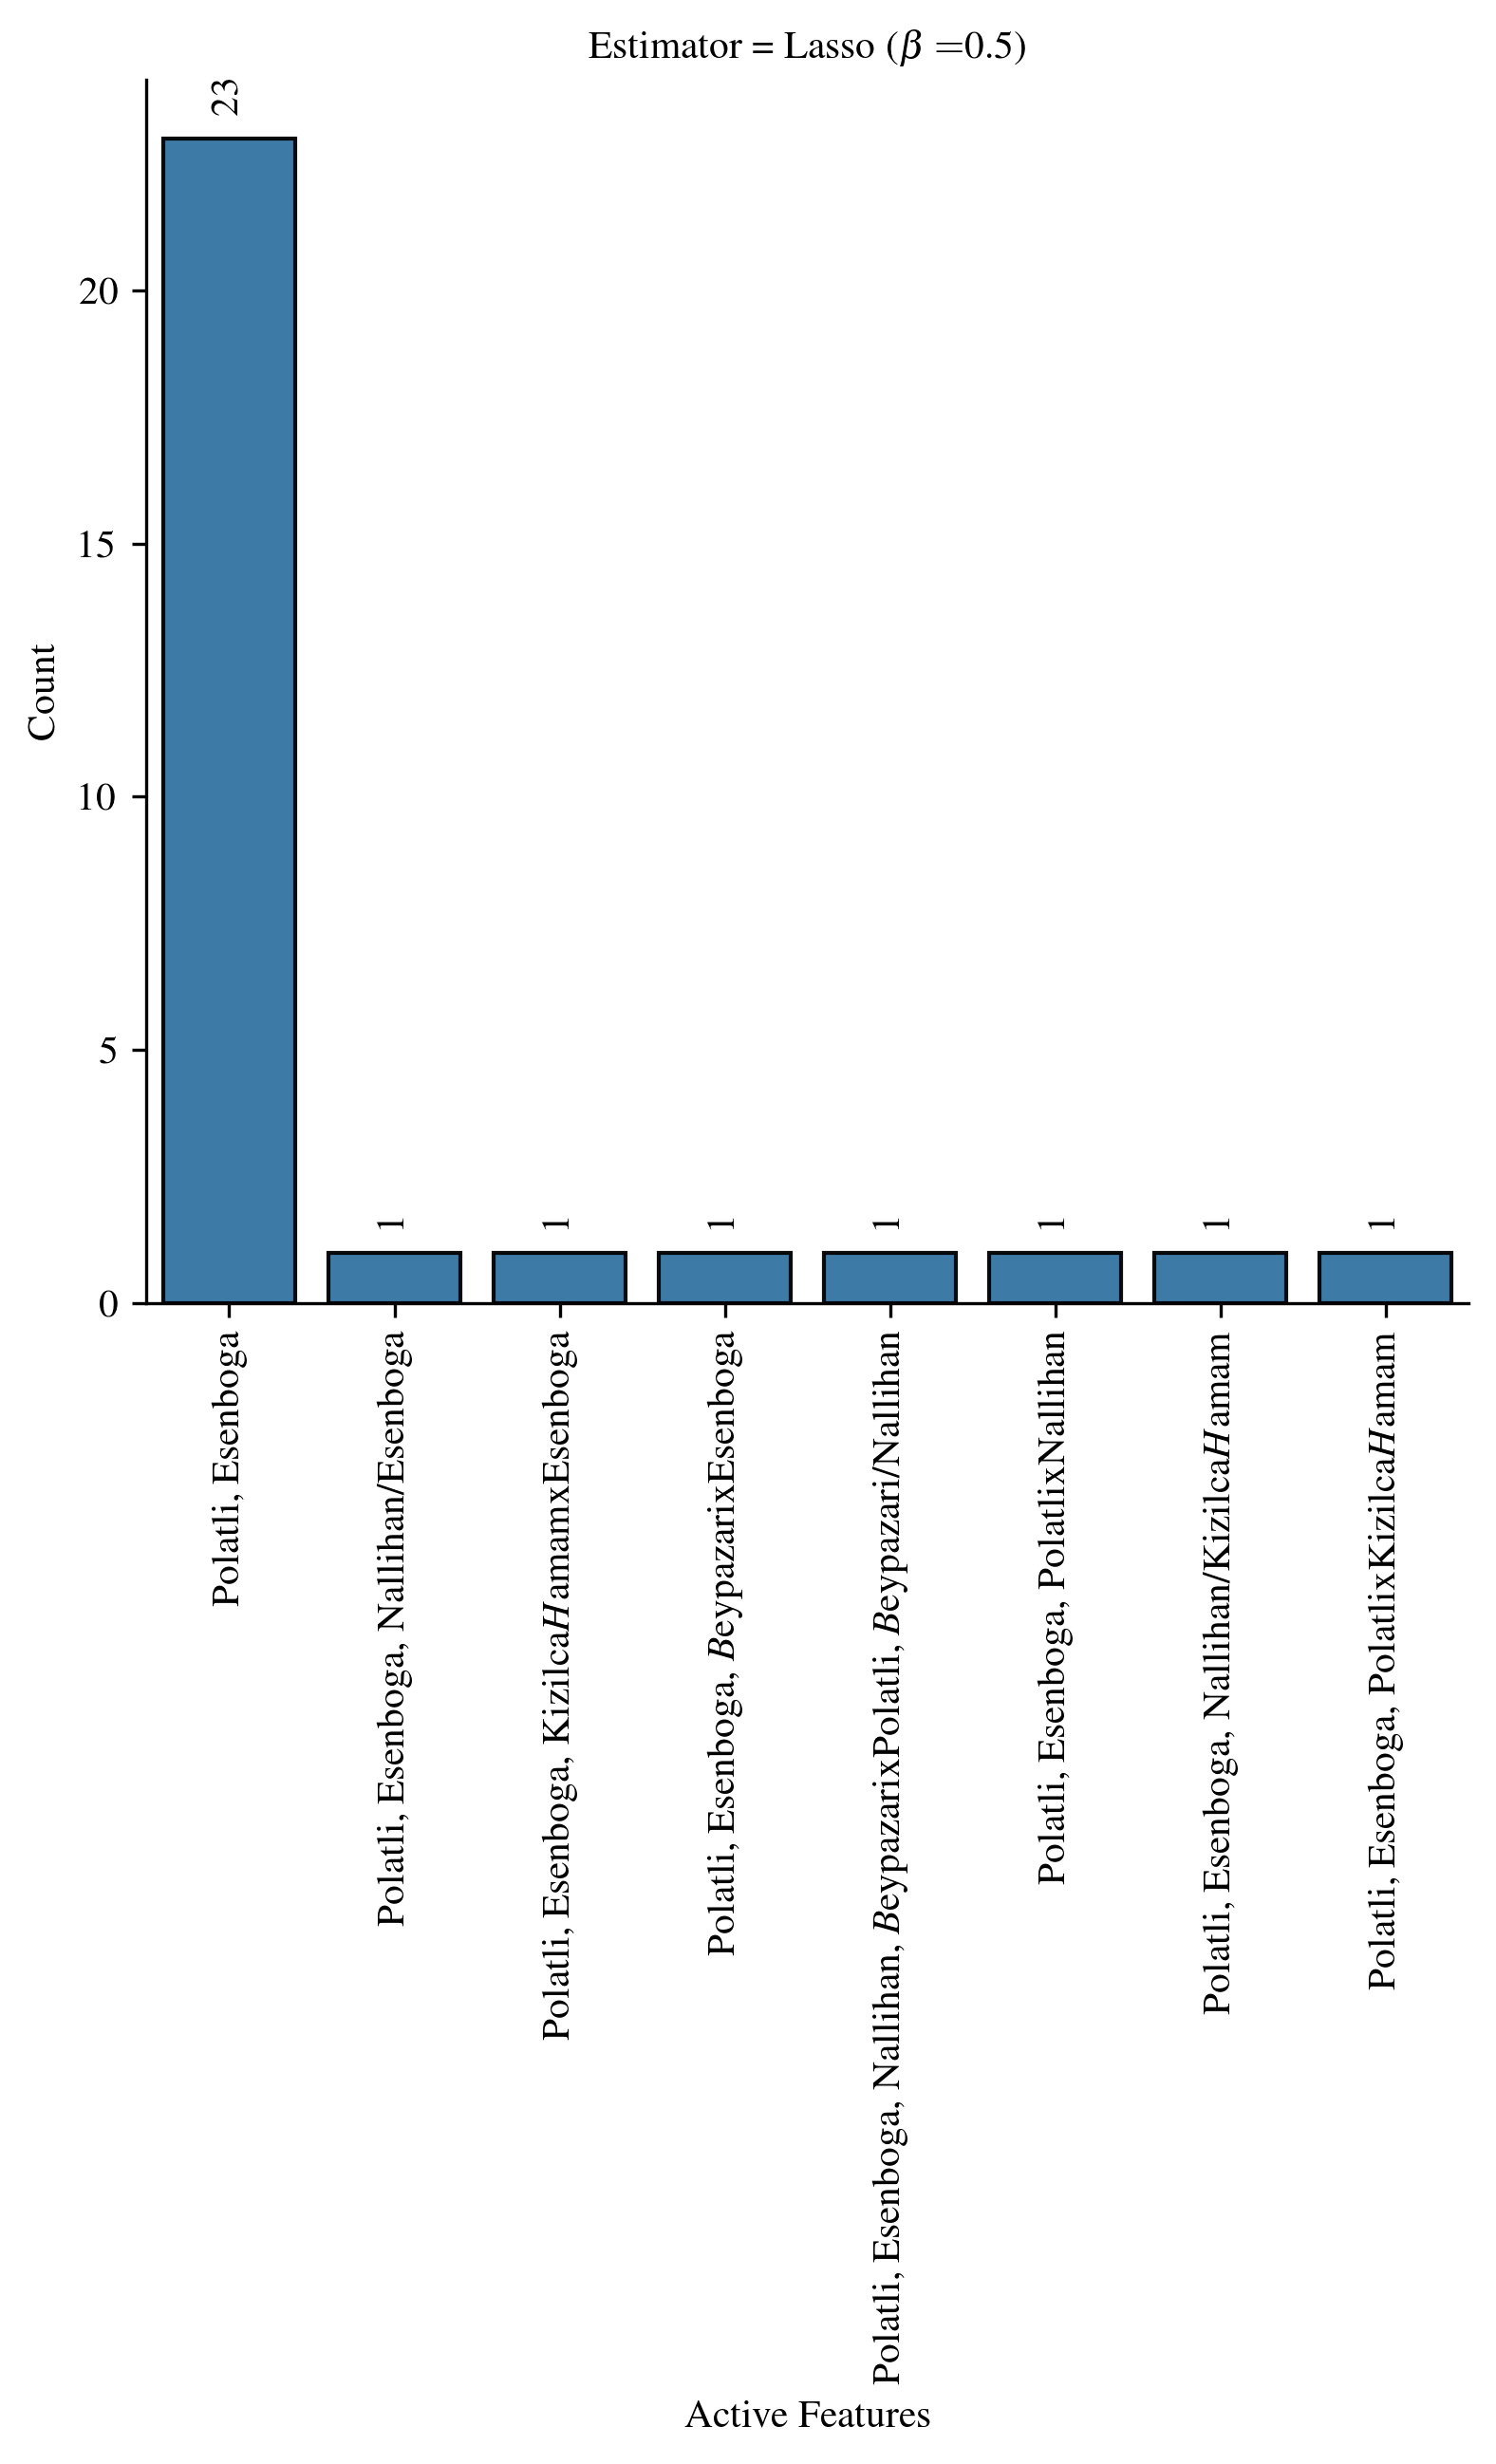 Estimator = Lasso (β =0.5)
23
20
15
10
5
0
Count
1
1
1
1
1
1
1
Polatli, Esenboga
Polatli, Esenboga, Nallihan/Esenboga
Polatli, Esenboga, KizilcaHamamxEsenboga
Polatli, Esenboga, BeypazarixEsenboga
Polatli, Esenboga, Nallihan, BeypazarixPolatli, Beypazari/Nallihan
Polatli, Esenboga, PolatlixNallihan
Polatli, Esenboga, Nallihan/KizilcaHamam
Polatli, Esenboga, PolatlixKizilcaHamam
Active Features